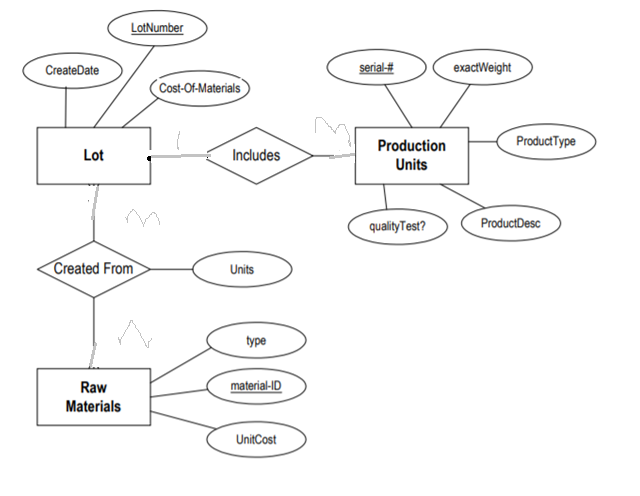 LotNumber
CreateDate
Cost-Of-Materials
serial-#
exactWeight
Lot
1
Includes
M
Production
Units
ProductType
qualityTest?
ProductDesc
M
Created From
Units
type
Raw
Materials
material-ID
UnitCost